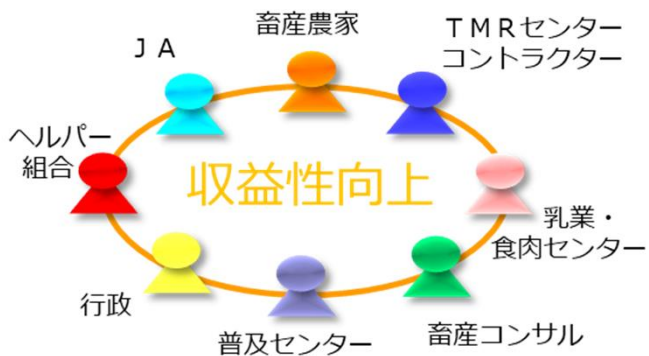 畜産農家
ＴＭＲセンター
コントラクター
ＪＡ
ヘルパー
組合
収益性向上
乳業・
食肉センター
行政
普及センター
畜産コンサル